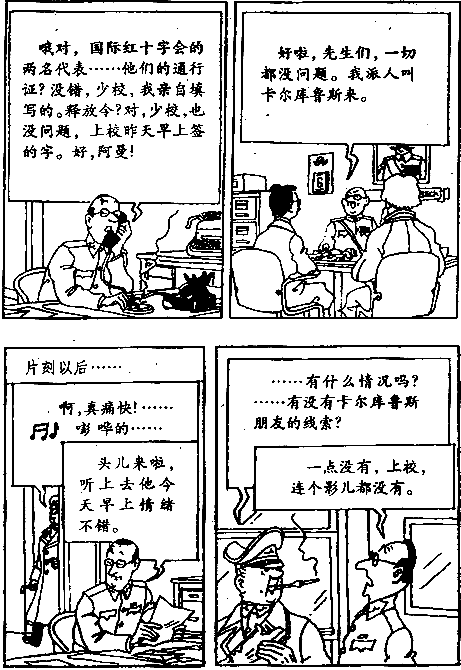 哦对，国际红十字会的
两名代表……他们的通行
证？没错，少校，我亲自填
写的。释放令？对，少校，也
没问题，上校昨天早上签
的字。好，阿曼！
好啦，先生们，一切
都没问题。我派人叫
卡尔库鲁斯来。
片刻以后……
啊，真痛快！……
嘭 哗的……
头儿来啦，
听上去他今
天早上情绪
不错。
……有什么情况吗？
……有没有卡尔库鲁斯
朋友的线索？
一点没有，上校，
连个影儿都没有。